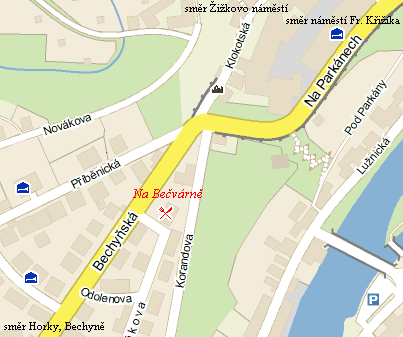 směr Žižkovo náměstí
směr náměstí Fr. Křižíka
Klokotská
Na Parkánech
Pod Parkány
Novákova
Lužnická
Příběnická
Na Bečvárně
Bechyňská
Kořandova
Odolenova
P
směr Horky, Bechyně